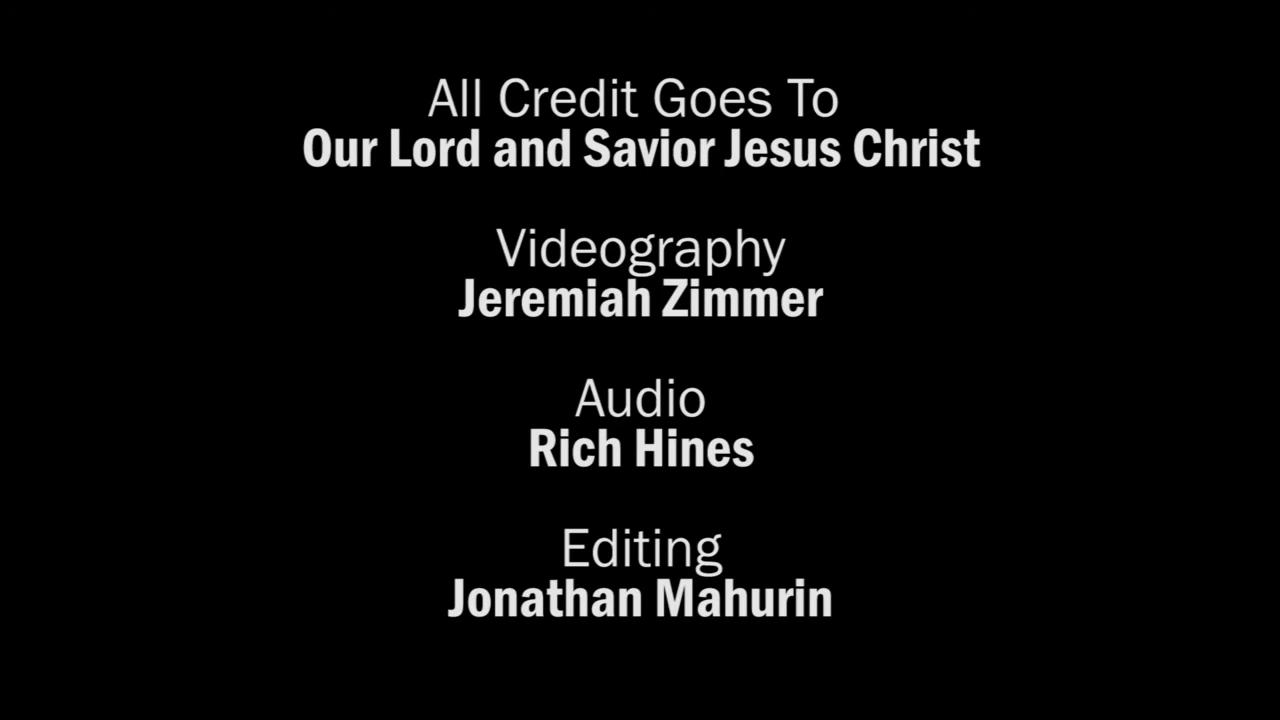 All Credit Goes To
Our Lord and Savior Jesus Christ
Videography
Jeremiah Zimmer
Audio
Rich Hines
Editing
Jonathan Mahurin